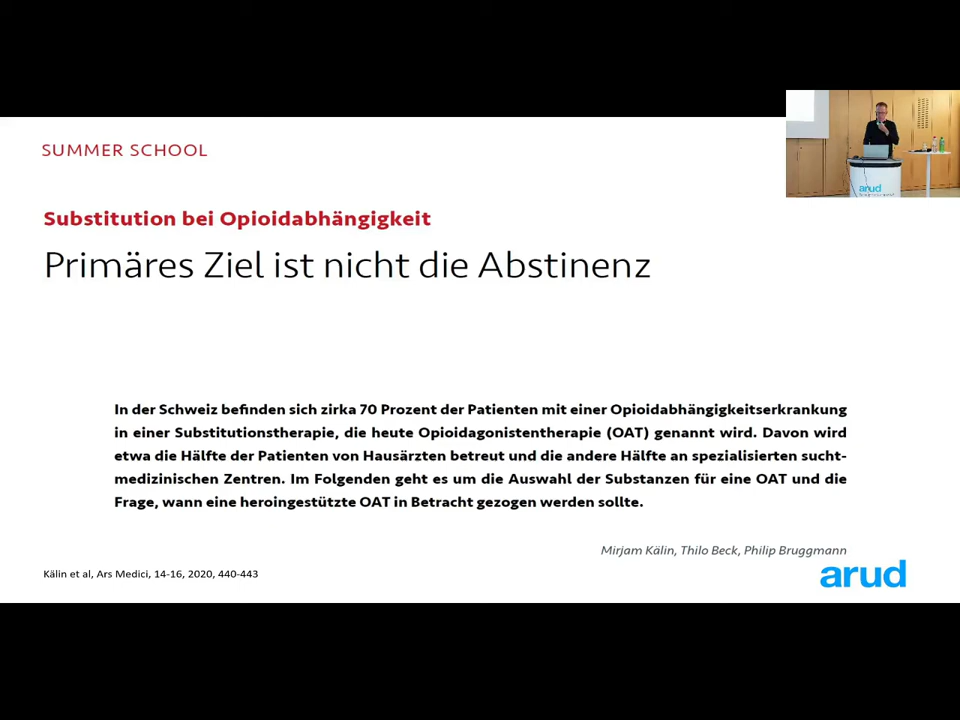 SUMMER SCHOOL
Substitution bei Opioidabhängigkeit
Primäres Ziel ist nicht die Abstinenz
In der Schweiz befinden sich zirka 70 Prozent der Patienten mit einer Opioidabhängigkeitserkrankung
in einer Substitutionstherapie, die heute Opioidagonistentherapie (OAT) genannt wird. Davon wird
etwa die Hälfte der Patienten von Hausärzten betreut und die andere Hälfte an spezialisierten sucht-
medizinischen Zentren. Im Folgenden geht es um die Auswahl der Substanzen für eine OAT und die
Frage, wann eine heroingestützte OAT in Betracht gezogen werden sollte.
Mirjam Kälin, Thilo Beck, Philip Bruggmann
Kälin et al, Ars Medici, 14-16, 2020, 440-443
arud
arud